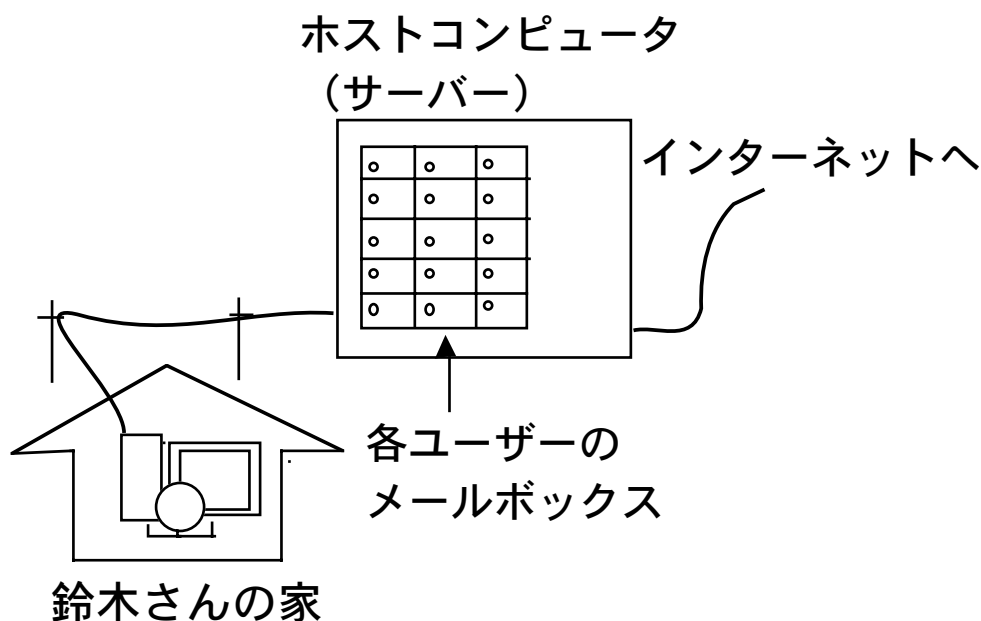 ホストコンピュータ
（サーバー）
インターネットへ
各ユーザーの
メールボックス
鈴木さんの家